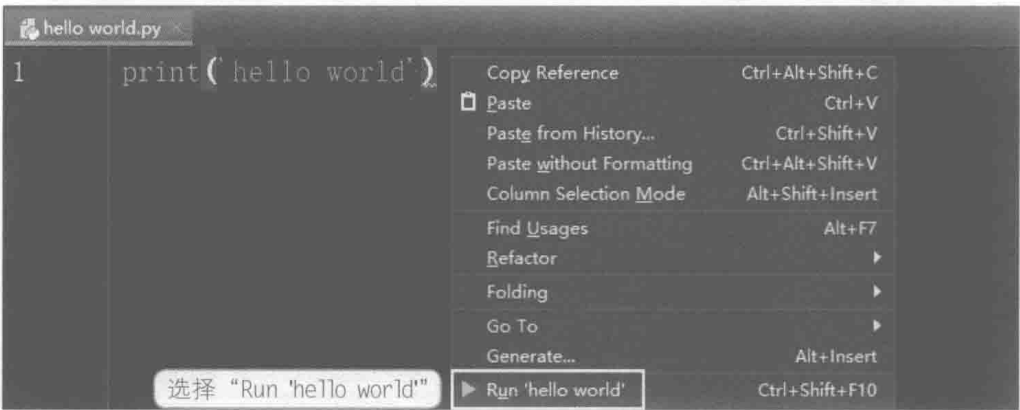 hello world.py
1 print('hello world')
Copy Reference Ctrl+Alt+Shift+C
Paste Ctrl+V
Paste from History... Ctrl+Shift+V
Paste without Formatting Ctrl+Alt+Shift+V
Column Selection Mode Alt+Shift+Insert
Find Usages Alt+F7
Refactor
Folding
Go To
Generate... Alt+Insert
选择 “Run 'hello world'” Run 'hello world' Ctrl+Shift+F10